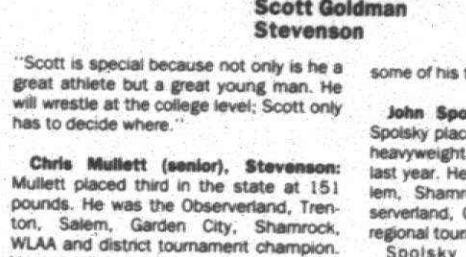 Scott Goldman
Stevenson
"Scott is special because not only is he a
great athlete but a great young man. He
will wrestle at the college level; Scott only
has to decide where."
Chris Mullett (senior), Stevenson:
Mullett placed third in the state at 151
pounds. He was the Observerland, Tren-
ton, Salem, Garden City, Shamrock,
WLAA and district tournament champion.
some of his
John Spo
Spolsky plac
heavyweight
last year. He
lem, Shamr
serverland,
regional tour
Spolsky